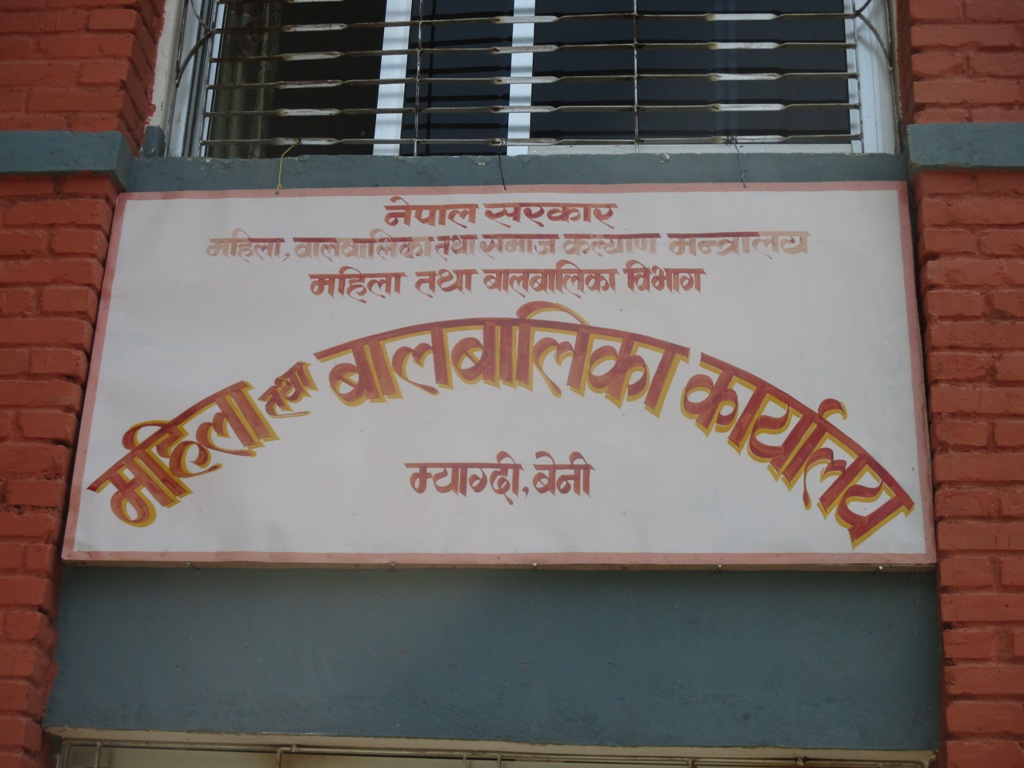 नेपाल सरकार
महिला, बालबालिका तथा समाज कल्याण मन्त्रालय
महिला तथा बालबालिका विभाग
महिला तथा बालबालिका कार्यालय
म्याग्दी, बेनी